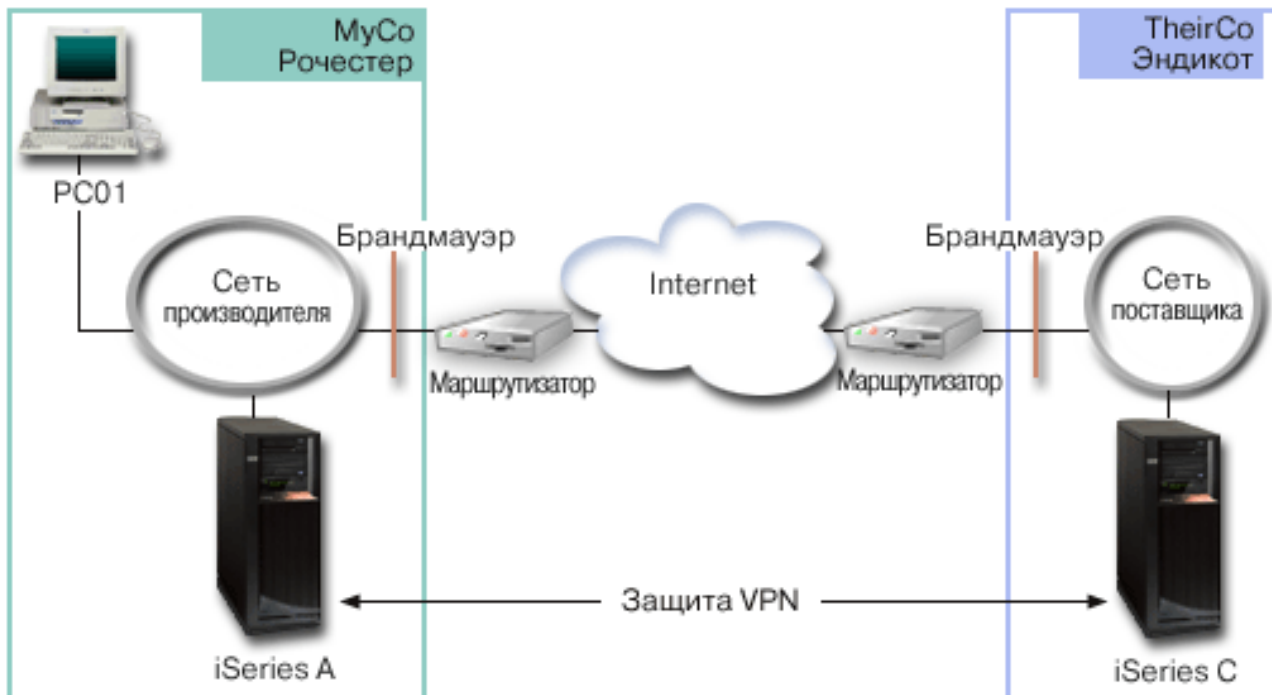 MyCo
Рочестер
TheirCo
Эндикот
PC01
Брандмауэр
Брандмауэр
Сеть
производителя
Internet
Сеть
поставщика
Маршрутизатор
Маршрутизатор
Защита VPN
iSeries A
iSeries C